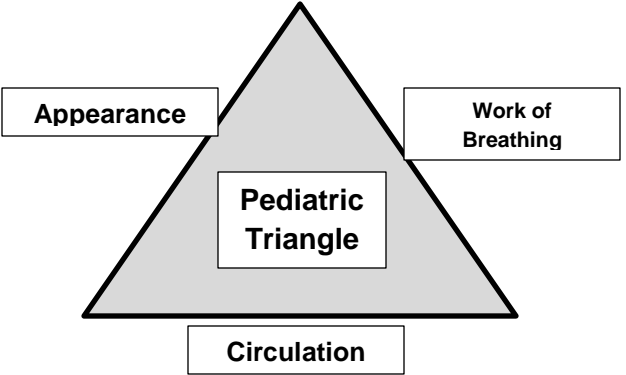 Appearance
Work of
Breathing
Pediatric
Triangle
Circulation